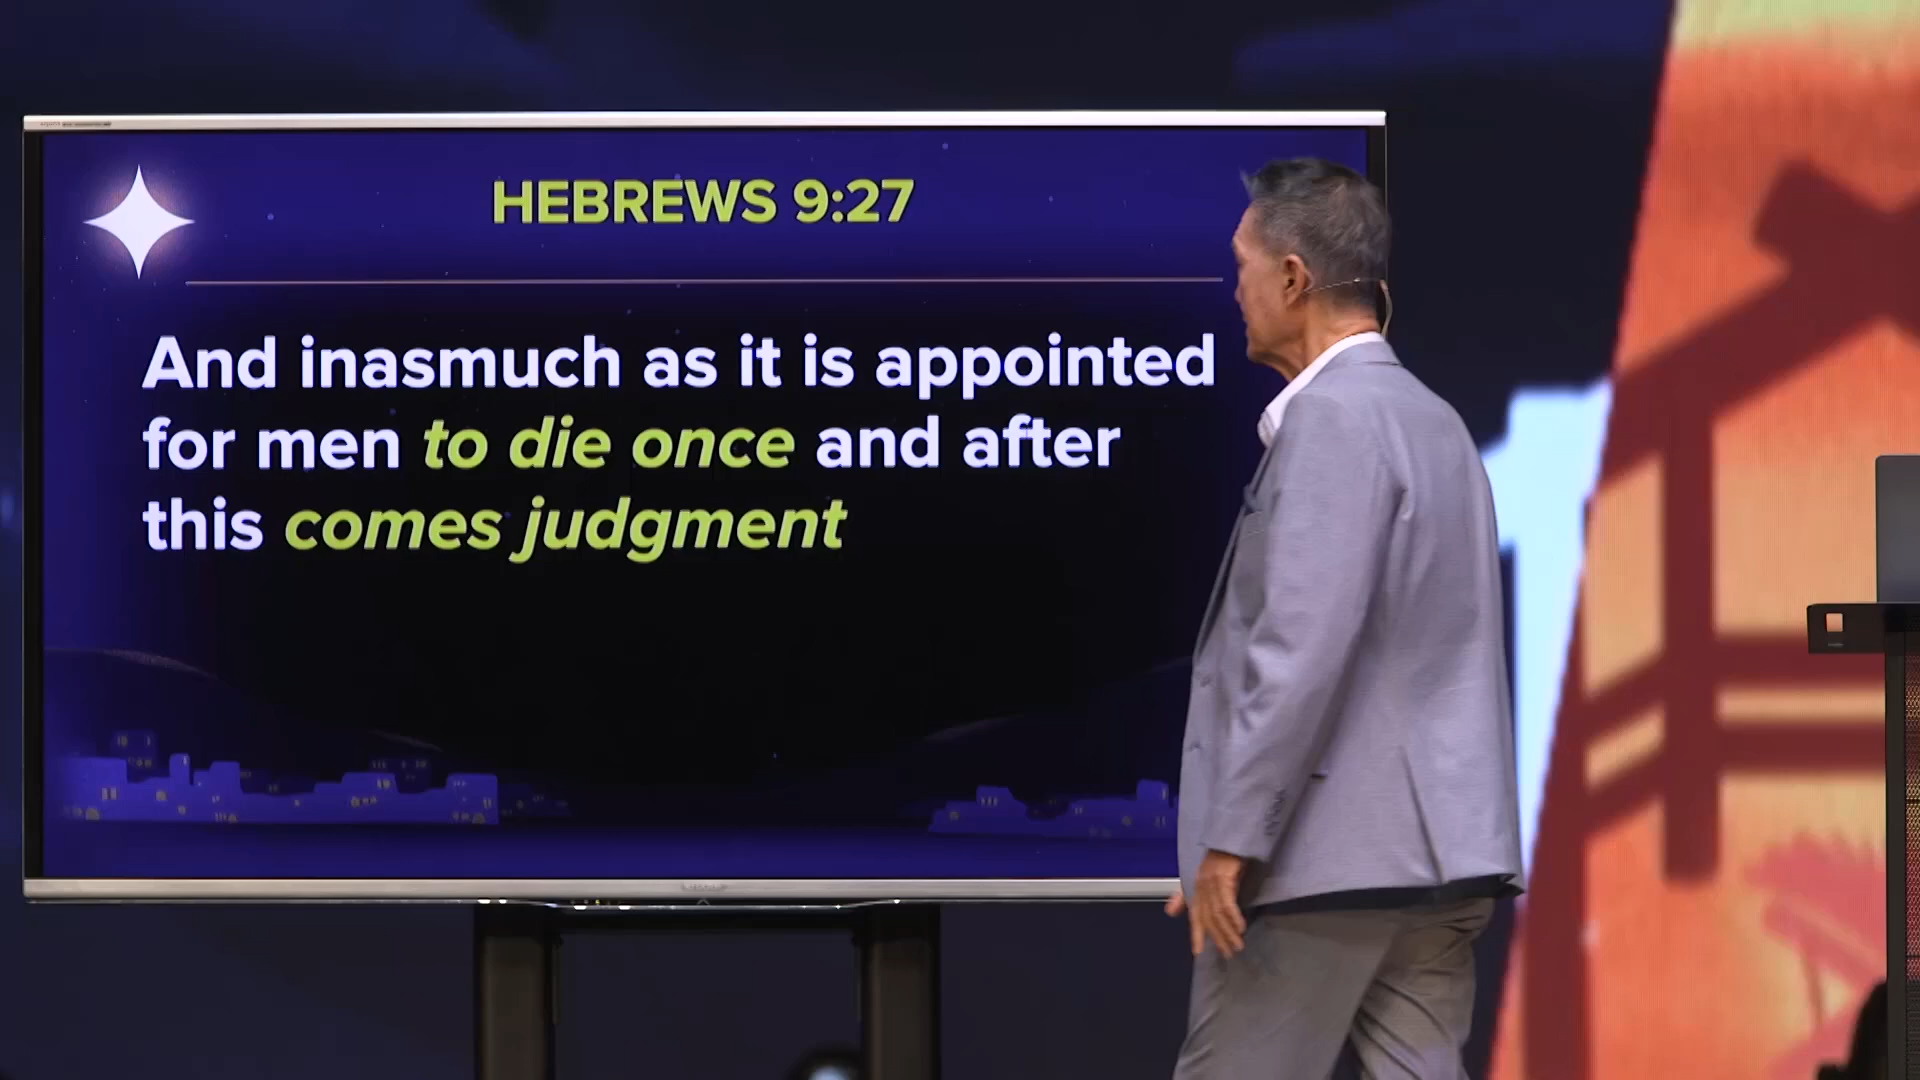 HEBREWS 9:27
And inasmuch as it is appointed
for men to die once and after
this comes judgment